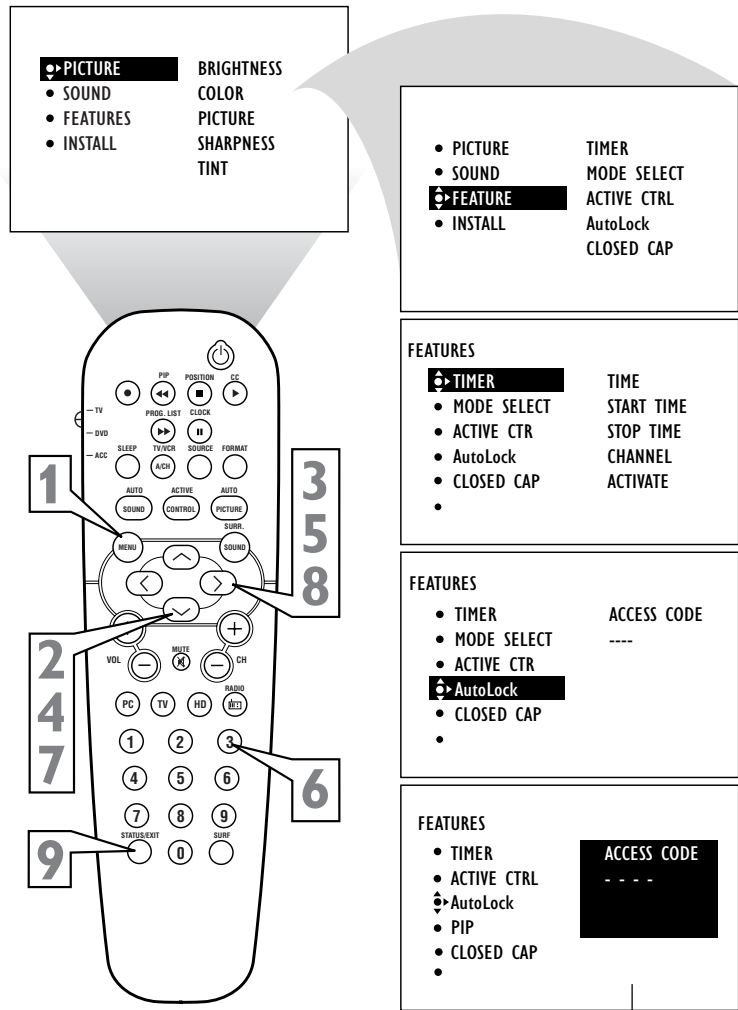 PICTURE BRIGHTNESS
• SOUND COLOR
• FEATURES PICTURE
• INSTALL SHARPNESS
TINT
• PICTURE TIMER
• SOUND MODE SELECT
FEATURE ACTIVE CTRL
• INSTALL AutoLock
CLOSED CAP
FEATURES
TIMER TIME
• MODE SELECT START TIME
• ACTIVE CTR STOP TIME
• AutoLock CHANNEL
• CLOSED CAP ACTIVATE
•
FEATURES
• TIMER ACCESS CODE
• MODE SELECT ----
• ACTIVE CTR
AutoLock
• CLOSED CAP
•
FEATURES
• TIMER ACCESS CODE
• ACTIVE CTRL - - - -
AutoLock
• PIP
• CLOSED CAP
•
PIP POSITION CC
TV
PROG. LIST CLOCK
DVD
ACC
SLEEP TV/VCR SOURCE FORMAT
A/CH
AUTO ACTIVE AUTO
SOUND CONTROL PICTURE
SURR.
MENU SOUND
1
3
5
8
2
4
7
+
MUTE
VOL – – CH
RADIO
PC TV HD
1 2 3
4 5 6
7 8 9
STATUS/EXIT SURF
0
6
9